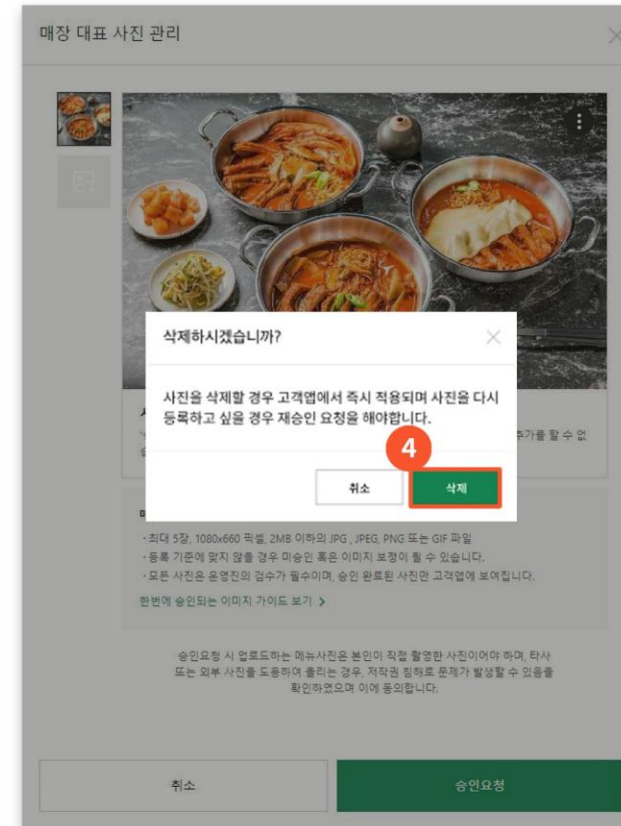 매장 대표 사진 관리
삭제하시겠습니까?
사진을 삭제할 경우 고객앱에서 즉시 적용되며 사진을 다시
등록하고 싶을 경우 재승인 요청을 해야합니다.
추가를 할 수 없
4
취소
삭제
·최대 5장, 1080x660 픽셀, 2MB 이하의 JPG , JPEG, PNG 또는 GIF 파일
·등록 기준에 맞지 않을 경우 미승인 혹은 이미지 보정이 될 수 있습니다.
·모든 사진은 운영진의 검수가 필수이며, 승인 완료된 사진만 고객앱에 보여집니다.
한번에 승인되는 이미지 가이드 보기 >
승인요청 시 업로드하는 메뉴사진은 본인이 직접 촬영한 사진이어야 하며, 타사
또는 외부 사진을 도용하여 올리는 경우, 저작권 침해로 문제가 발생할 수 있음을
확인하였으며 이에 동의합니다.
취소
승인요청